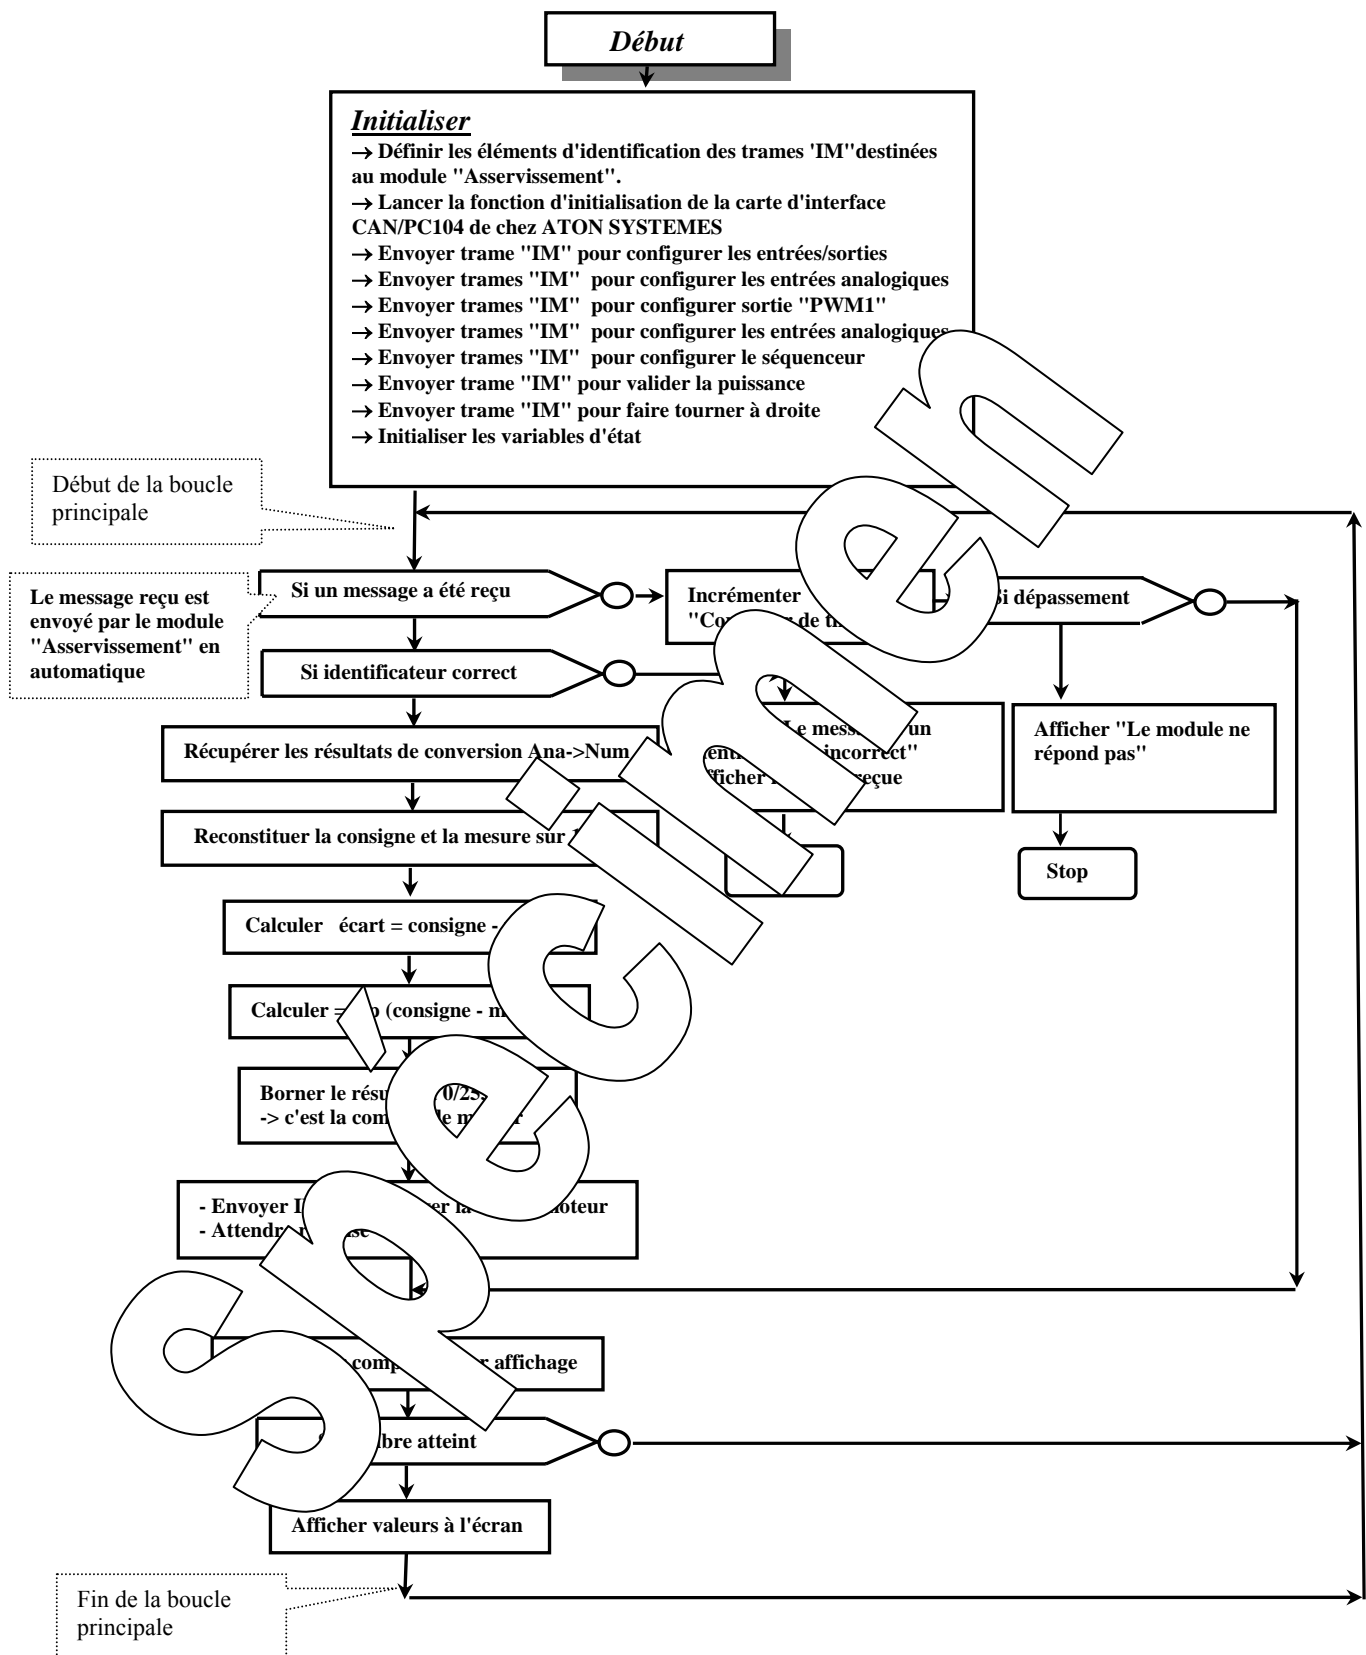 Début
Initialiser
→ Définir les éléments d'identification des trames 'IM"destinées
au module "Asservissement".
→ Lancer la fonction d'initialisation de la carte d'interface
CAN/PC104 de chez ATON SYSTEMES
→ Envoyer trame "IM" pour configurer les entrées/sorties
→ Envoyer trames "IM" pour configurer les entrées analogiques
→ Envoyer trames "IM" pour configurer sortie "PWM1"
→ Envoyer trames "IM" pour configurer les entrées analogiques
→ Envoyer trames "IM" pour configurer le séquenceur
→ Envoyer trame "IM" pour valider la puissance
→ Envoyer trame "IM" pour faire tourner à droite
→ Initialiser les variables d'état
Début de la boucle
principale
Le message reçu est
envoyé par le module
"Asservissement" en
automatique
Si un message a été reçu
Incrémenter
de
Si dépassement
Si identificateur correct
Récupérer les résultats de conversion Ana->Num
Le un
incorrect"
reçue
Afficher "Le module ne
répond pas"
Reconstituer la consigne et la mesure sur
Stop
Calculer écart = consigne -
Calculer = (consigne -
Borner le
-> c'est la
- Envoyer
-
affichage
atteint
Afficher valeurs à l'écran
Fin de la boucle
principale
Spécimen